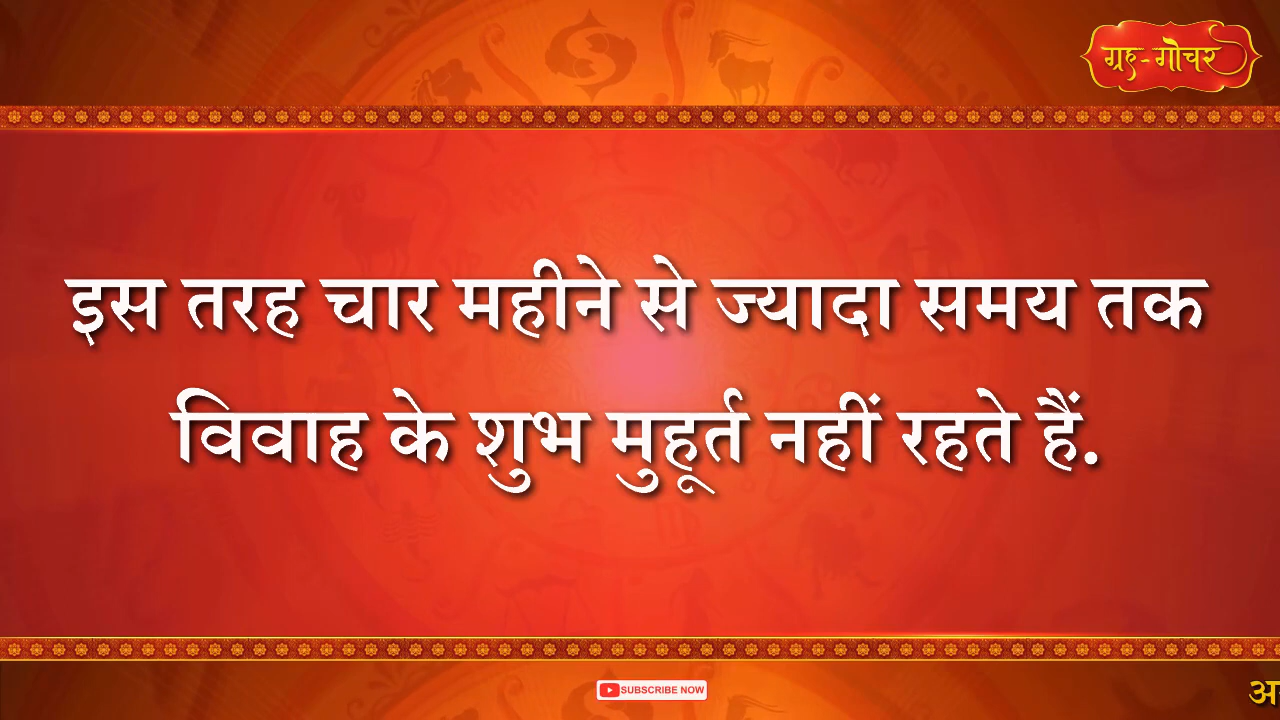 ग्रह-गोचर
इस तरह चार महीने से ज्यादा समय तक
विवाह के शुभ मुहूर्त नहीं रहते हैं.
SUBSCRIBE NOW